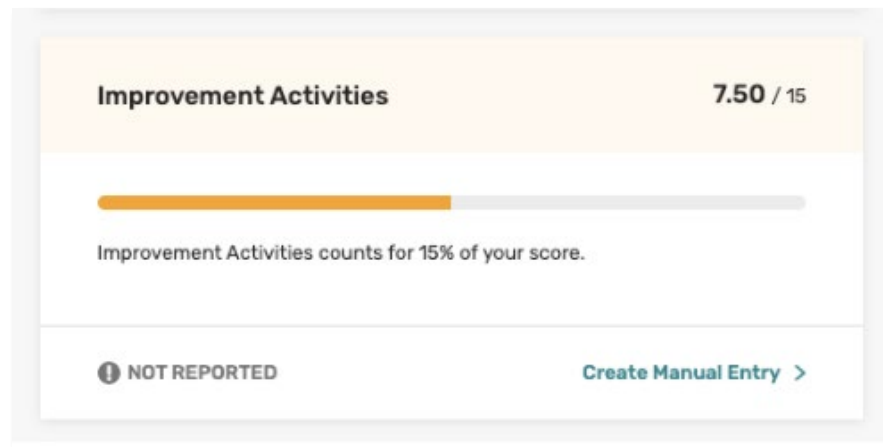 Improvement Activities 7.50 / 15
Improvement Activities counts for 15% of your score.
NOT REPORTED Create Manual Entry >